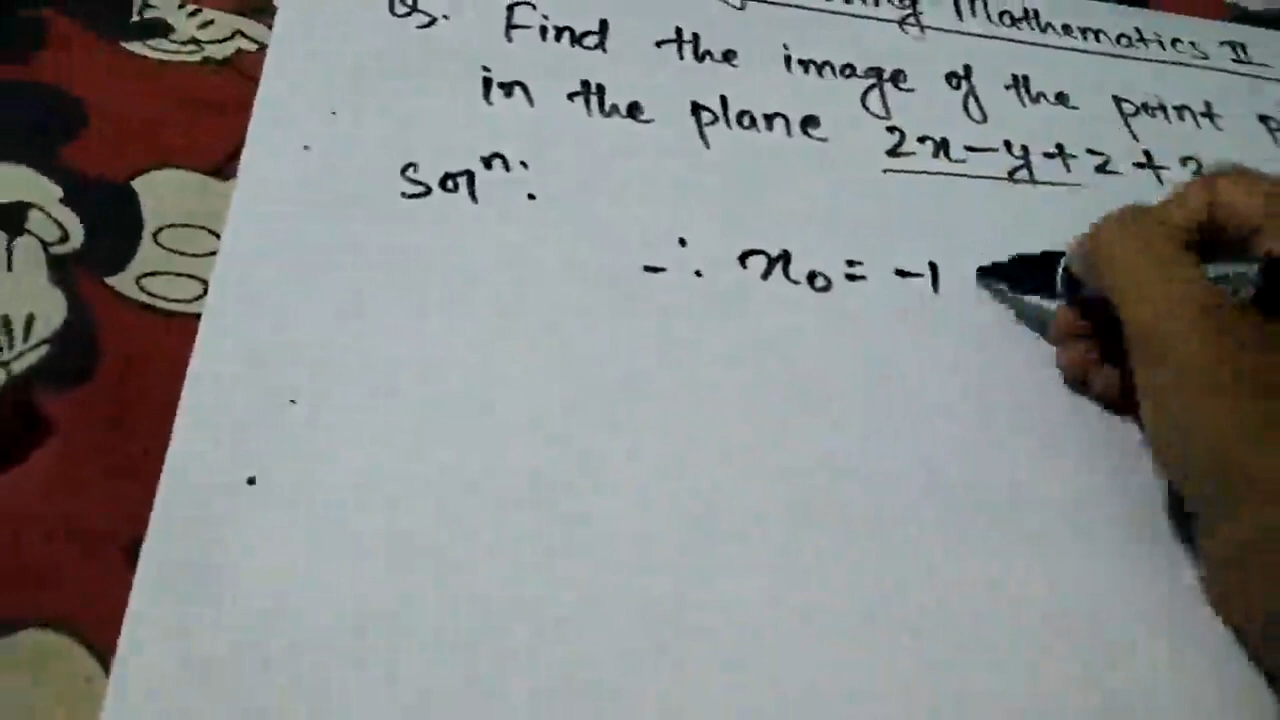 Mathematics II
Q. Find the image of the point
in the plane 2x-y+z+
Solⁿ:
∴ x₀ = -1